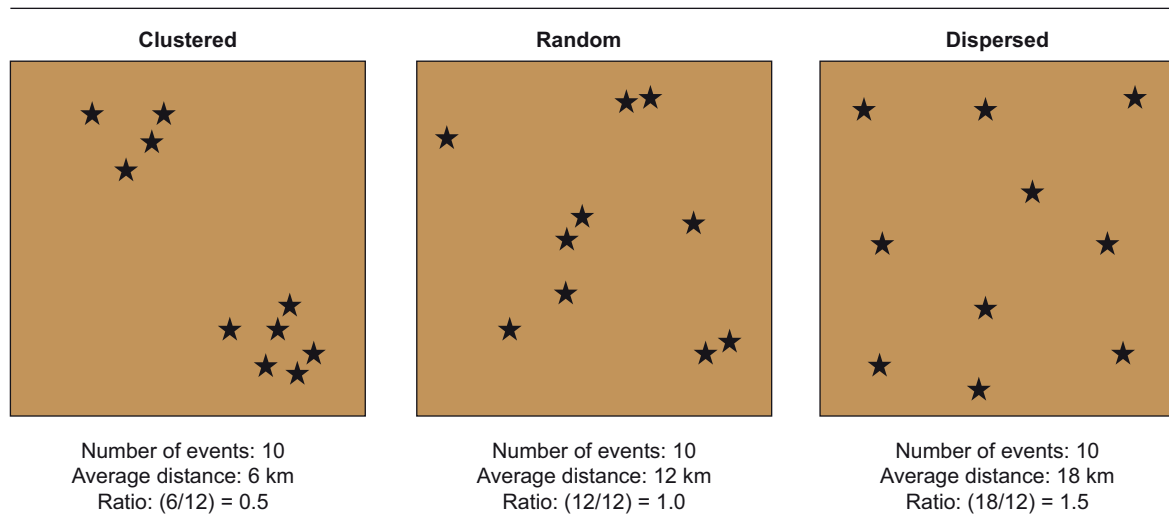 Clustered
Number of events: 10
Average distance: 6 km
Ratio: (6/12) = 0.5
Random
Number of events: 10
Average distance: 12 km
Ratio: (12/12) = 1.0
Dispersed
Number of events: 10
Average distance: 18 km
Ratio: (18/12) = 1.5